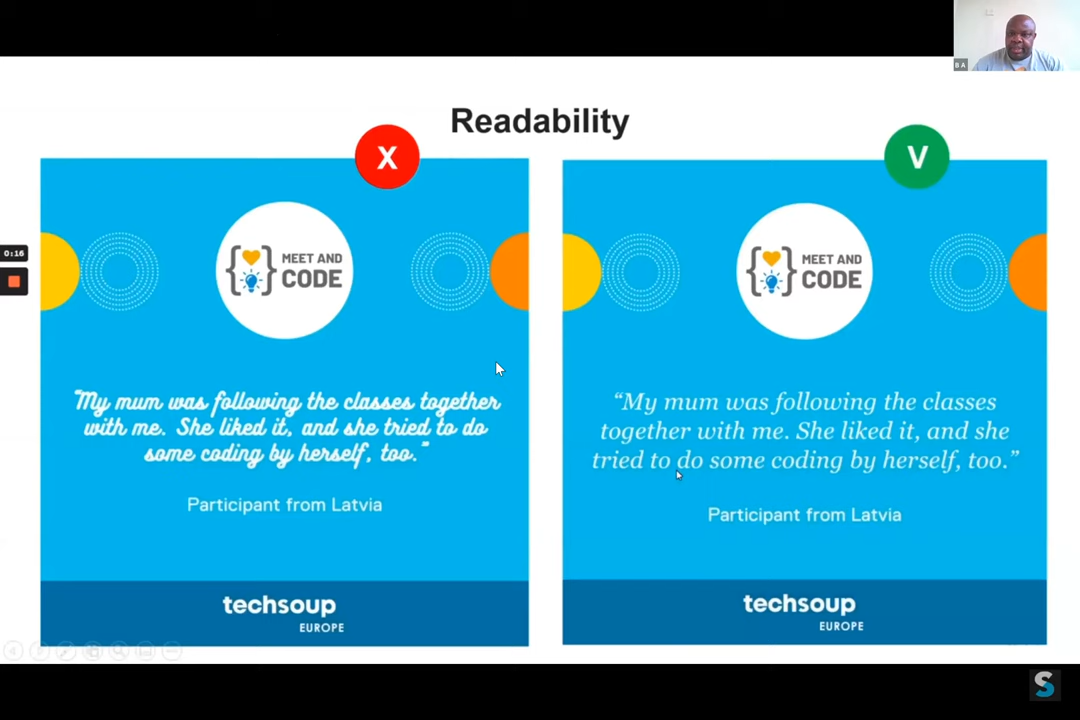 B A
Readability
X
V
0:16
MEET AND
CODE
"My mum was following the classes together
with me. She liked it, and she tried to do
some coding by herself, too."
Participant from Latvia
techsoup
EUROPE
MEET AND
CODE
“My mum was following the classes
together with me. She liked it, and she
tried to do some coding by herself, too.”
Participant from Latvia
techsoup
EUROPE
S